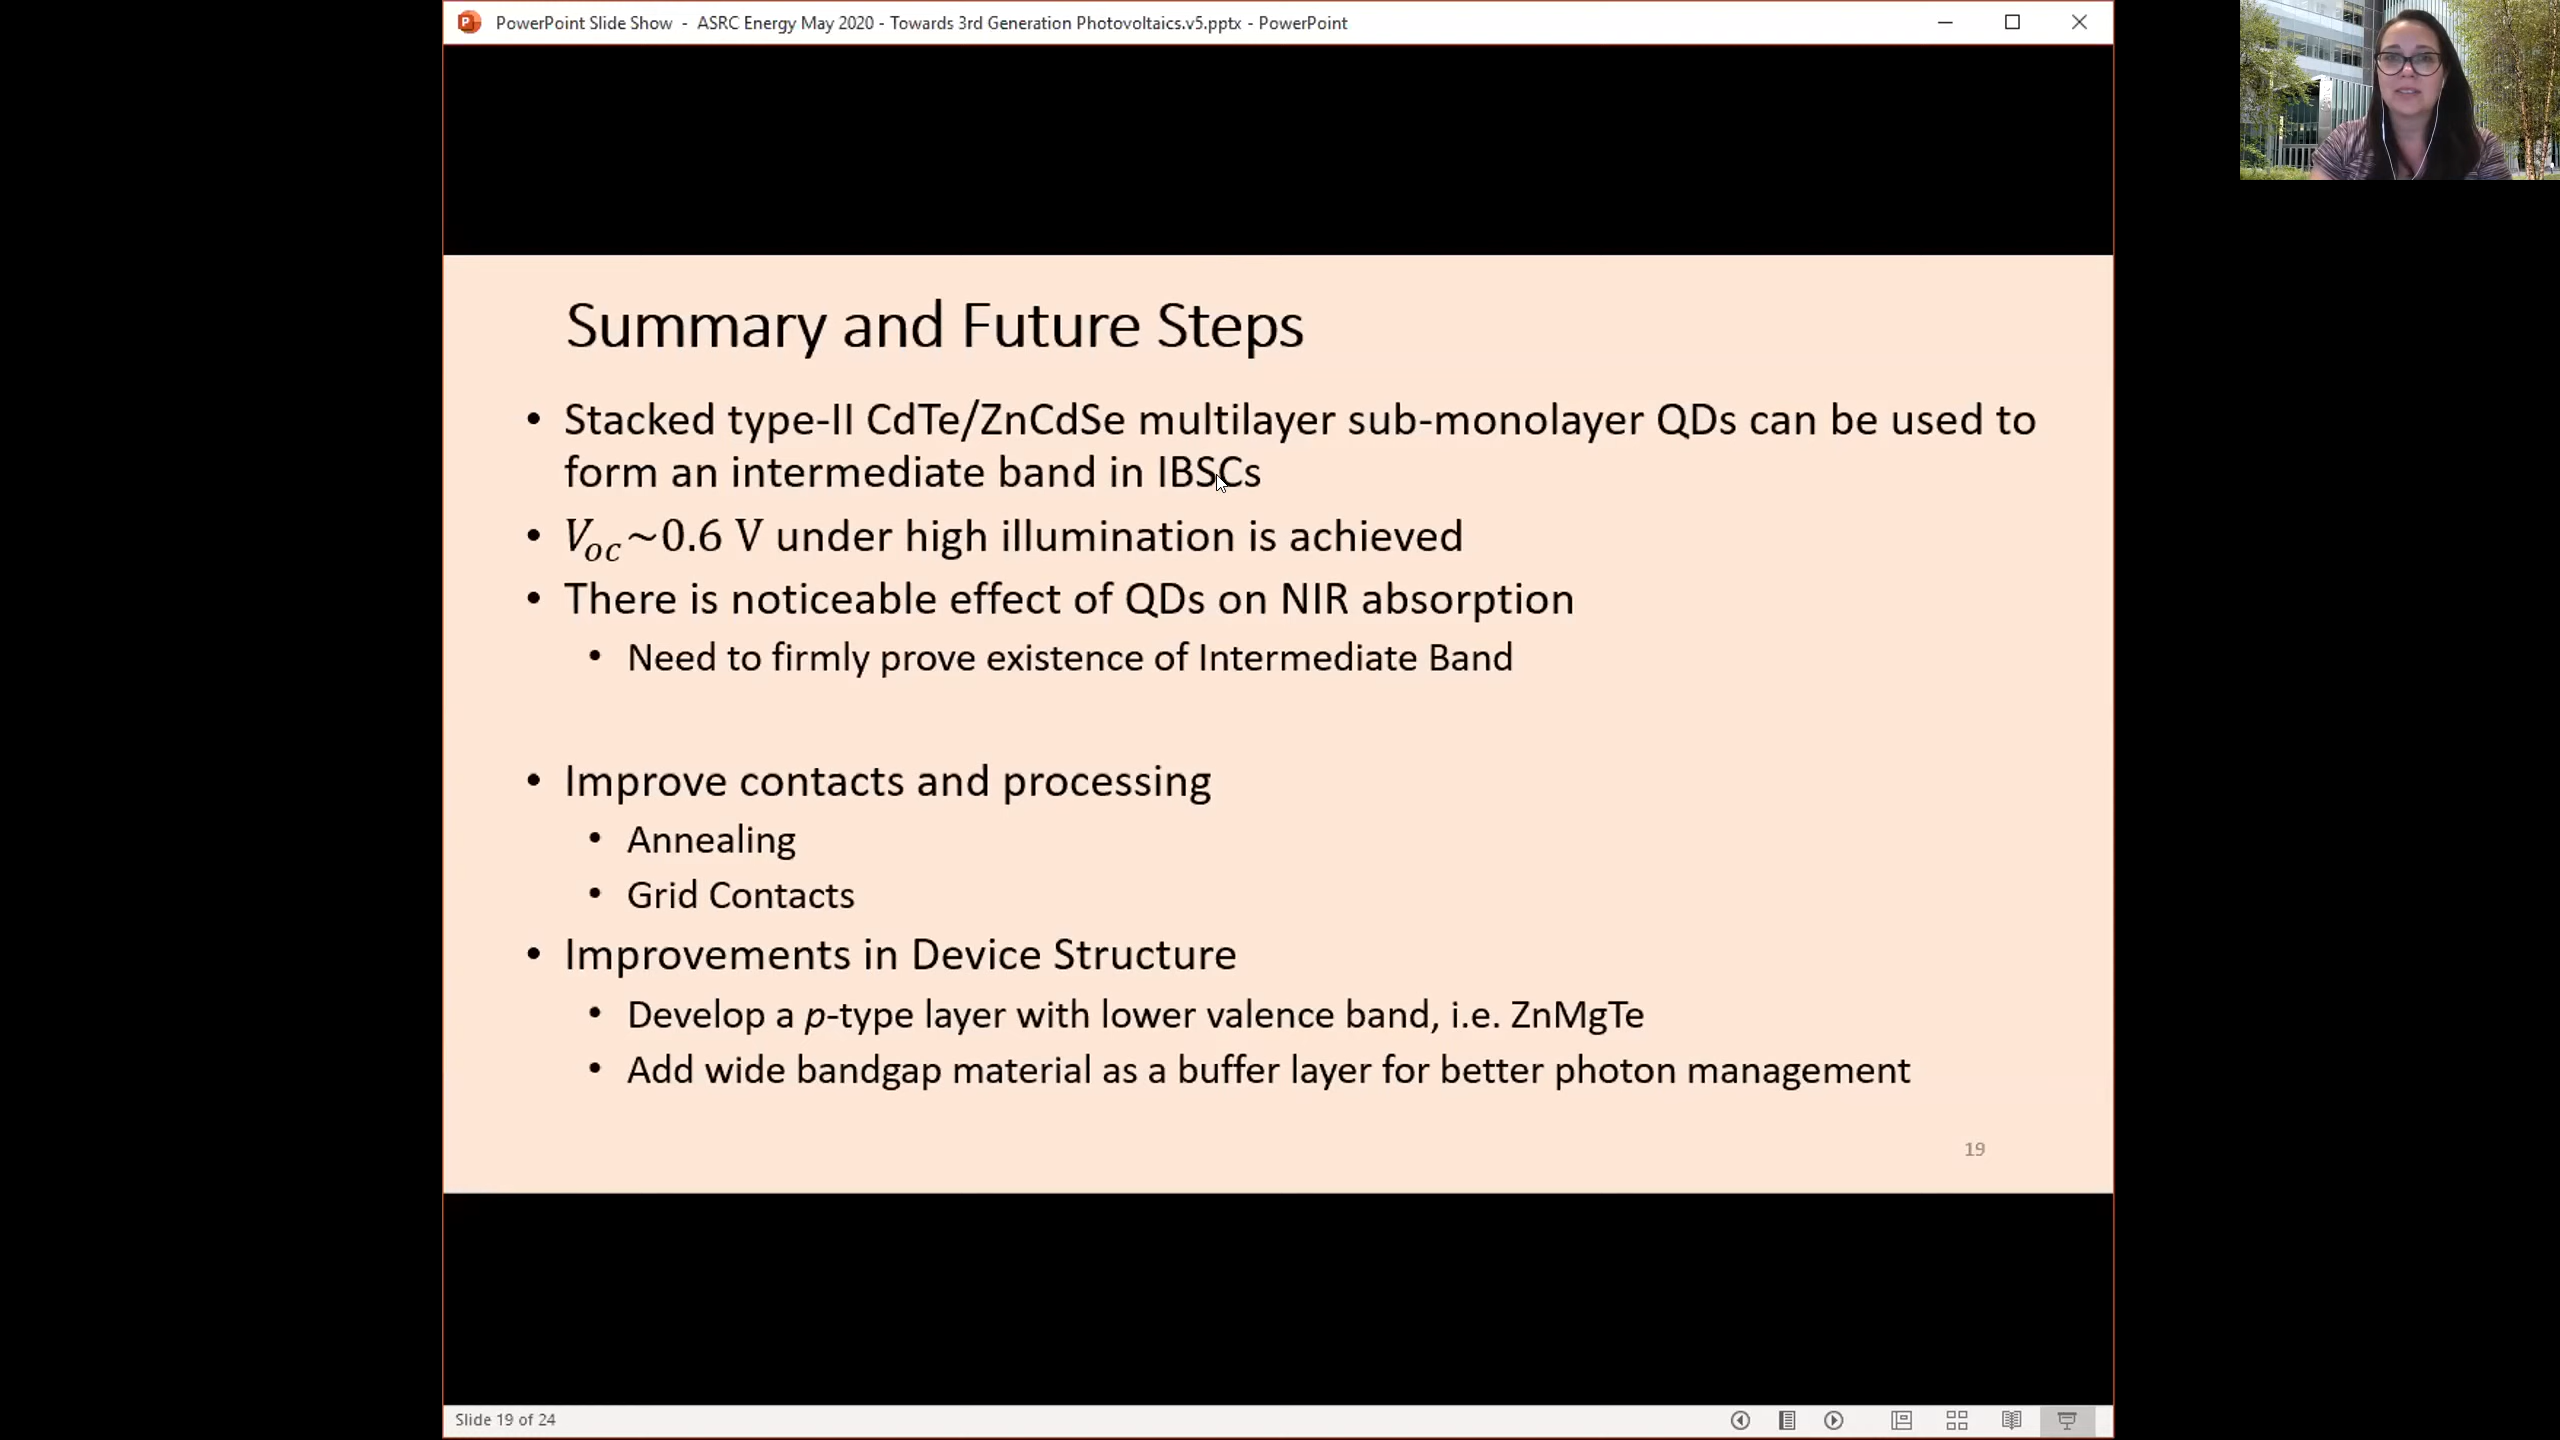 PowerPoint Slide Show - ASRC Energy May 2020 - Towards 3rd Generation Photovoltaics.v5.pptx - PowerPoint
Summary and Future Steps
• Stacked type-II CdTe/ZnCdSe multilayer sub-monolayer QDs can be used to
form an intermediate band in IBSCs
• Voc~0.6 V under high illumination is achieved
• There is noticeable effect of QDs on NIR absorption
• Need to firmly prove existence of Intermediate Band
• Improve contacts and processing
• Annealing
• Grid Contacts
• Improvements in Device Structure
• Develop a p-type layer with lower valence band, i.e. ZnMgTe
• Add wide bandgap material as a buffer layer for better photon management
19
Slide 19 of 24